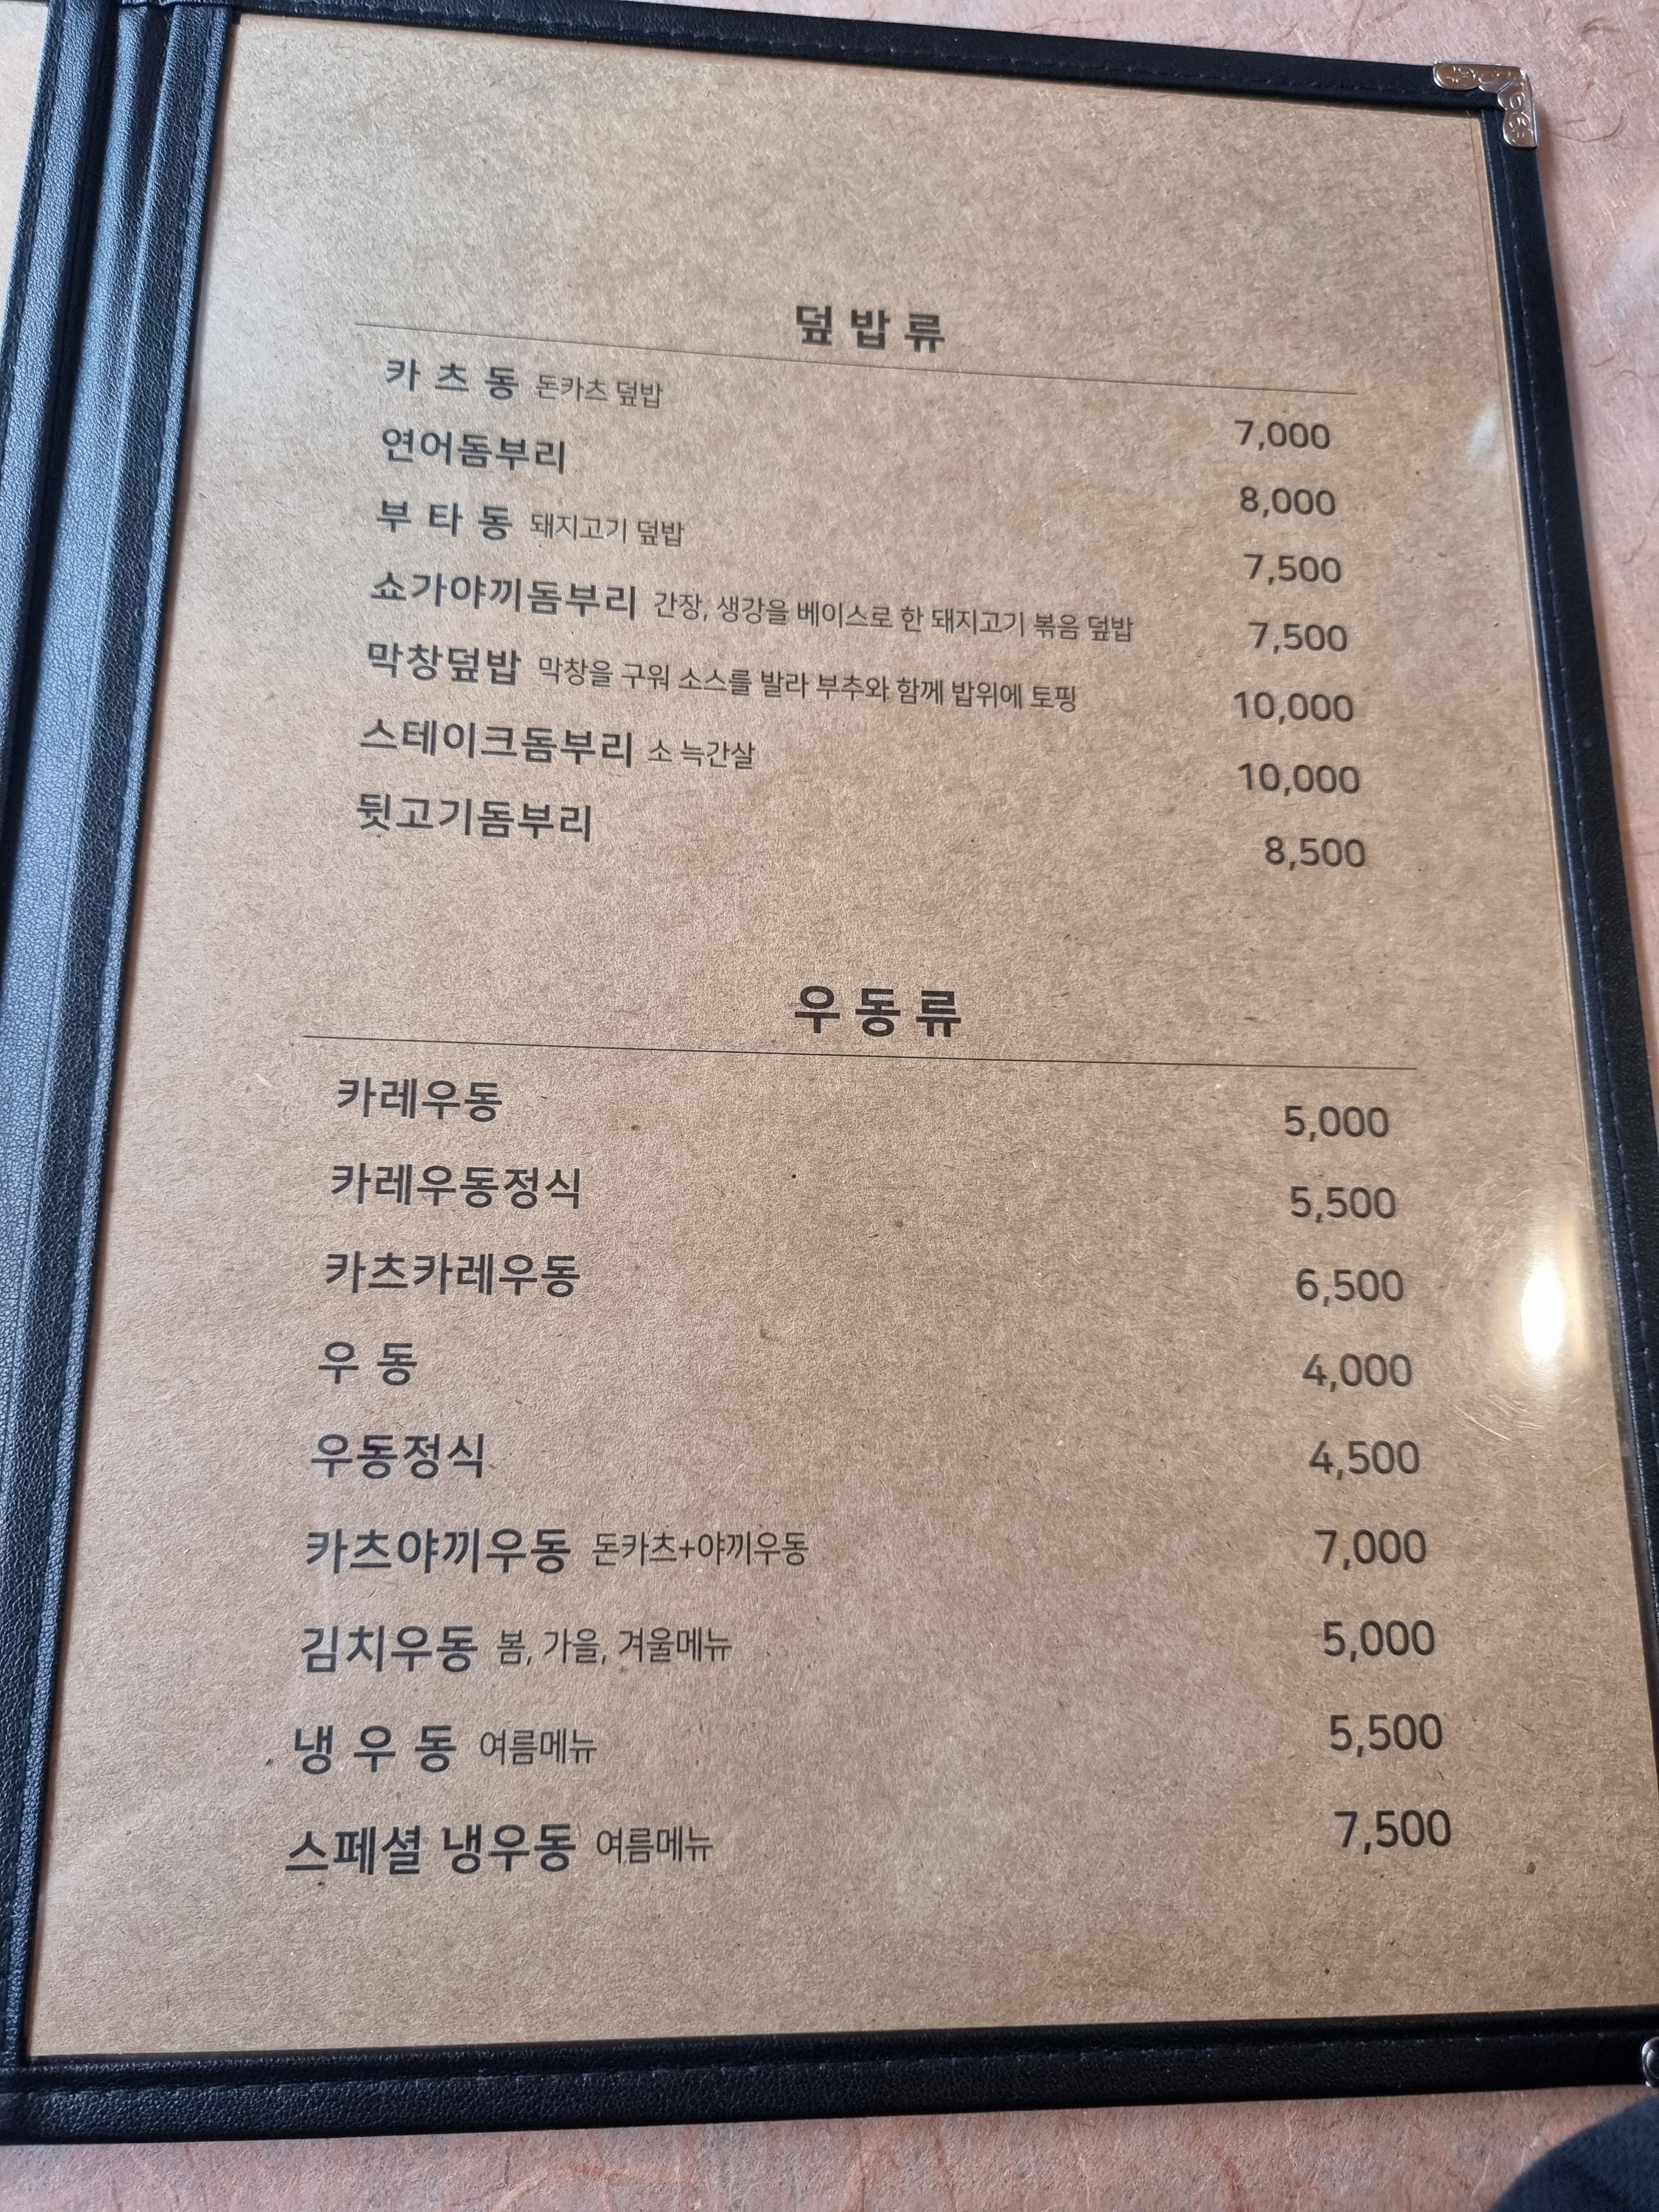 덮밥류
카 츠 동 돈카츠 덮밥 7,000
연어돔부리 8,000
부 타 동 돼지고기 덮밥 7,500
쇼가야끼돔부리 간장, 생강을 베이스로 한 돼지고기 볶음 덮밥 7,500
막창덮밥 막창을 구워 소스를 발라 부추와 함께 밥위에 토핑 10,000
스테이크돔부리 소 늑간살 10,000
뒷고기돔부리 8,500
우동류
카레우동 5,000
카레우동정식 5,500
카츠카레우동 6,500
우 동 4,000
우동정식 4,500
카츠야끼우동 돈카츠+야끼우동 7,000
김치우동 봄, 가을, 겨울메뉴 5,000
냉 우 동 여름메뉴 5,500
스페셜 냉우동 여름메뉴 7,500